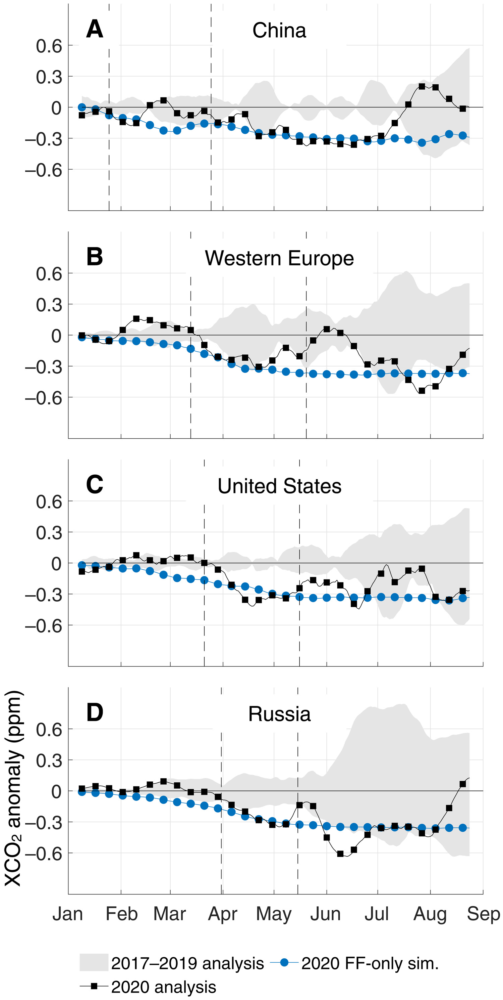 A
China
0.6
0.3
0
−0.3
−0.6
B
Western Europe
0.6
0.3
0
−0.3
−0.6
C
United States
0.6
0.3
0
−0.3
−0.6
D
Russia
0.6
0.3
0
−0.3
−0.6
XCO₂ anomaly (ppm)
Jan Feb Mar Apr May Jun Jul Aug Sep
2017–2019 analysis 2020 FF-only sim.
2020 analysis